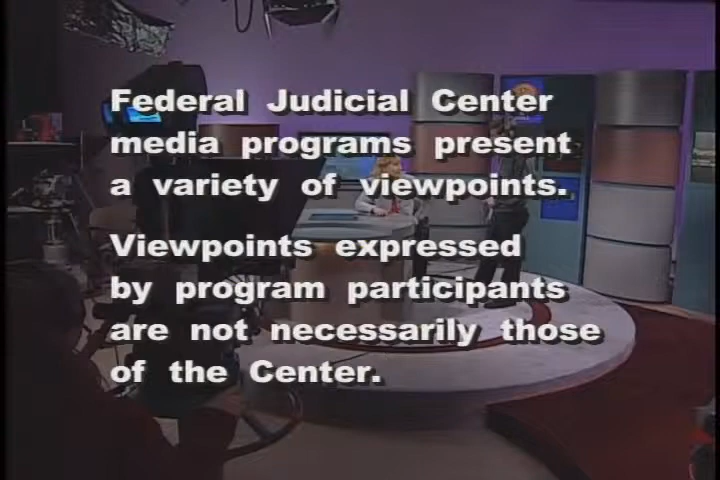 Federal Judicial Center
media programs present
a variety of viewpoints.
Viewpoints expressed
by program participants
are not necessarily those
of the Center.